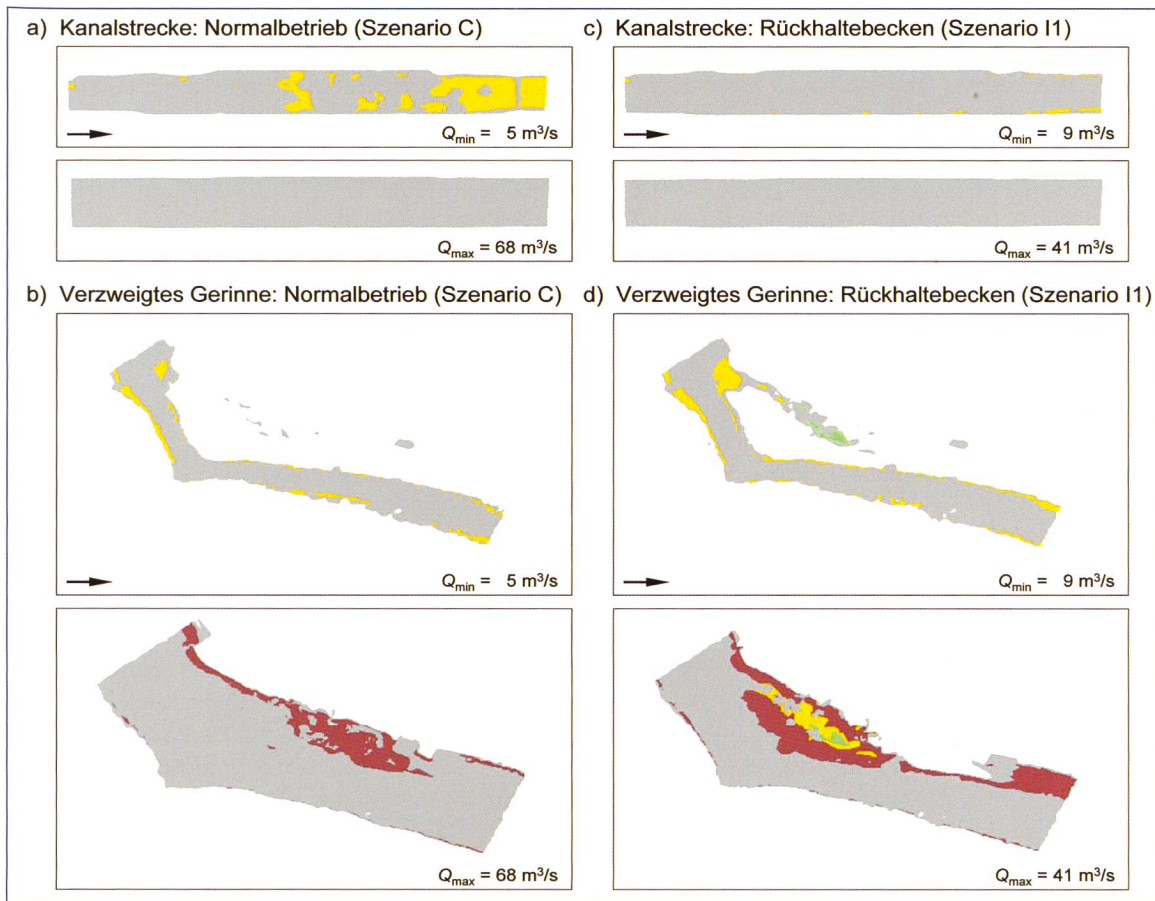 a) Kanalstrecke: Normalbetrieb (Szenario C)
Qmin = 5 m³/s
Qmax = 68 m³/s
c) Kanalstrecke: Rückhaltebecken (Szenario I1)
Qmin = 9 m³/s
Qmax = 41 m³/s
b) Verzweigtes Gerinne: Normalbetrieb (Szenario C)
Qmin = 5 m³/s
Qmax = 68 m³/s
d) Verzweigtes Gerinne: Rückhaltebecken (Szenario I1)
Qmin = 9 m³/s
Qmax = 41 m³/s